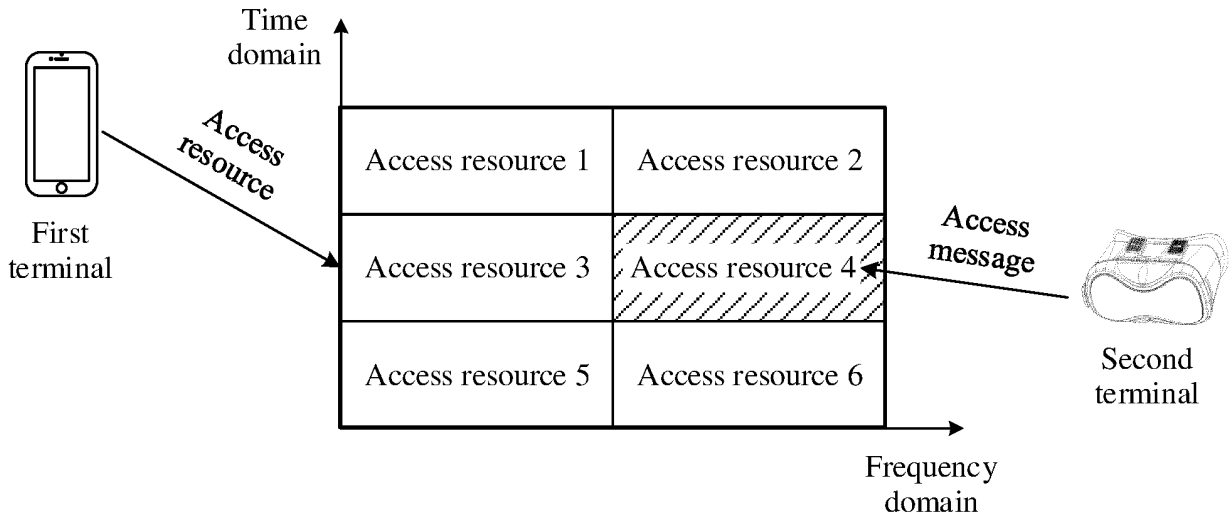 Time
domain
Access
resource
Access resource 1
Access resource 2
First
terminal
Access resource 3
Access resource 4
Access
message
Access resource 5
Access resource 6
Second
terminal
Frequency
domain